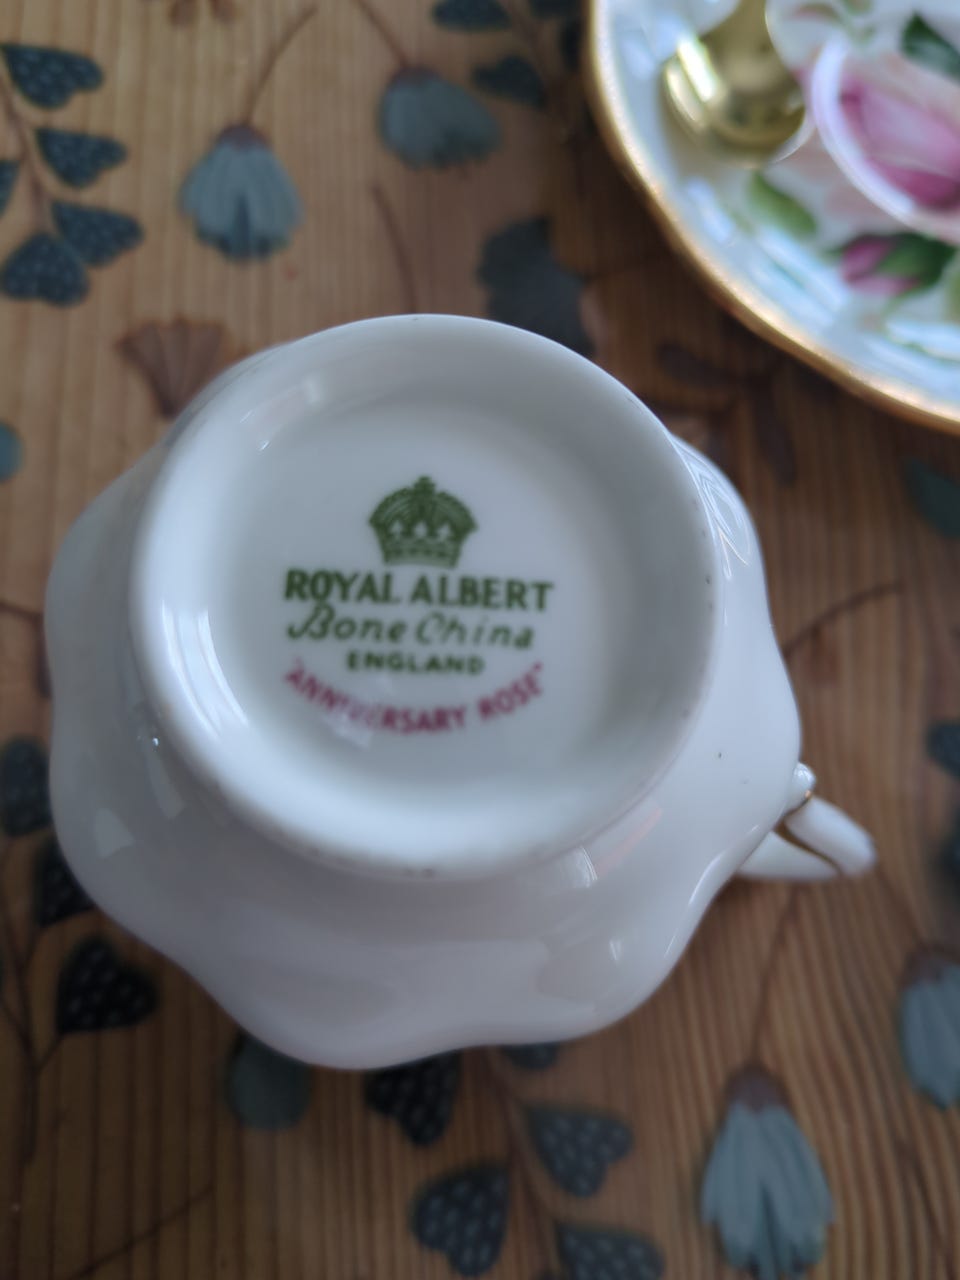 ROYAL ALBERT
Bone China
ENGLAND
"ANNIVERSARY ROSE"